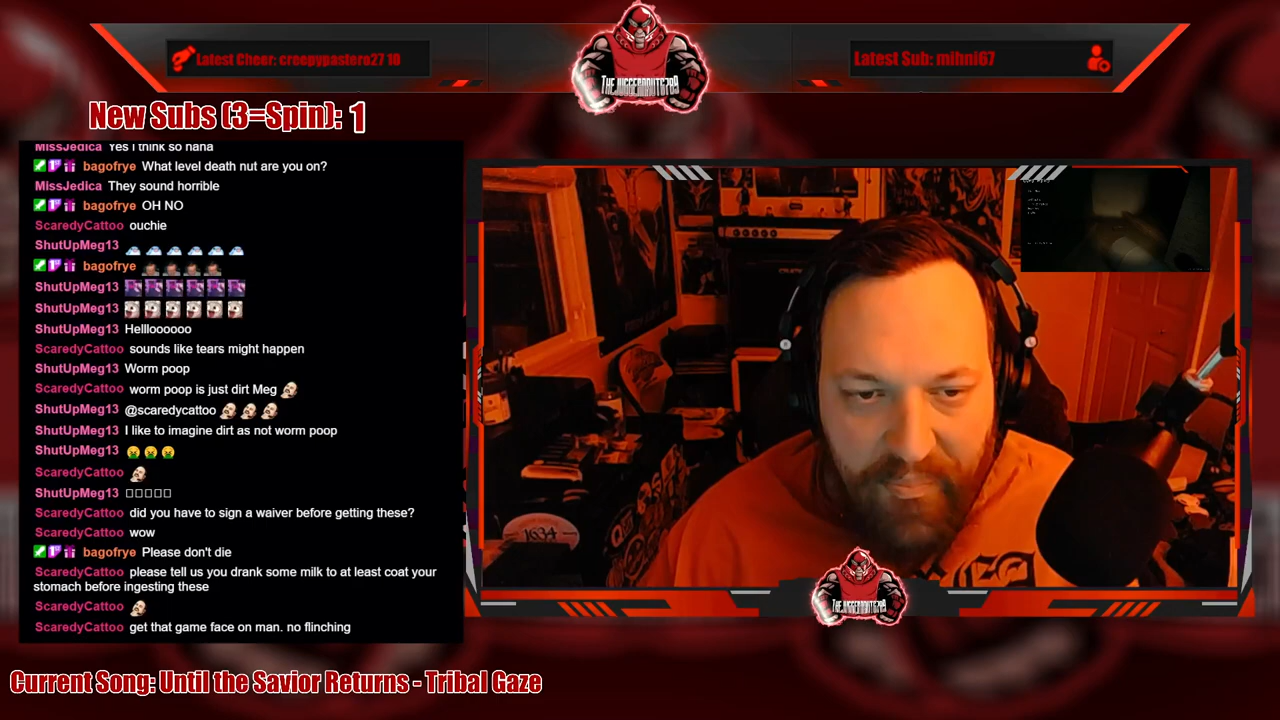 Latest Cheer: creepypastero27 10
THEJUGGERNAUT6789
Latest Sub: mihni67
New Subs (3=Spin): 1
MissJedica Yes I think so haha
bagofrye What level death nut are you on?
MissJedica They sound horrible
bagofrye OH NO
ScaredyCattoo ouchie
ShutUpMeg13
bagofrye
ShutUpMeg13
ShutUpMeg13
ShutUpMeg13 Hellloooooo
ScaredyCattoo sounds like tears might happen
ShutUpMeg13 Worm poop
ScaredyCattoo worm poop is just dirt Meg
ShutUpMeg13 @scaredycattoo
ShutUpMeg13 I like to imagine dirt as not worm poop
ShutUpMeg13
ScaredyCattoo
ShutUpMeg13
ScaredyCattoo did you have to sign a waiver before getting these?
ScaredyCattoo wow
bagofrye Please don't die
ScaredyCattoo please tell us you drank some milk to at least coat your
stomach before ingesting these
ScaredyCattoo
ScaredyCattoo get that game face on man. no flinching
1634
THEJUGGERNAUT6789
Current Song: Until the Savior Returns - Tribal Gaze